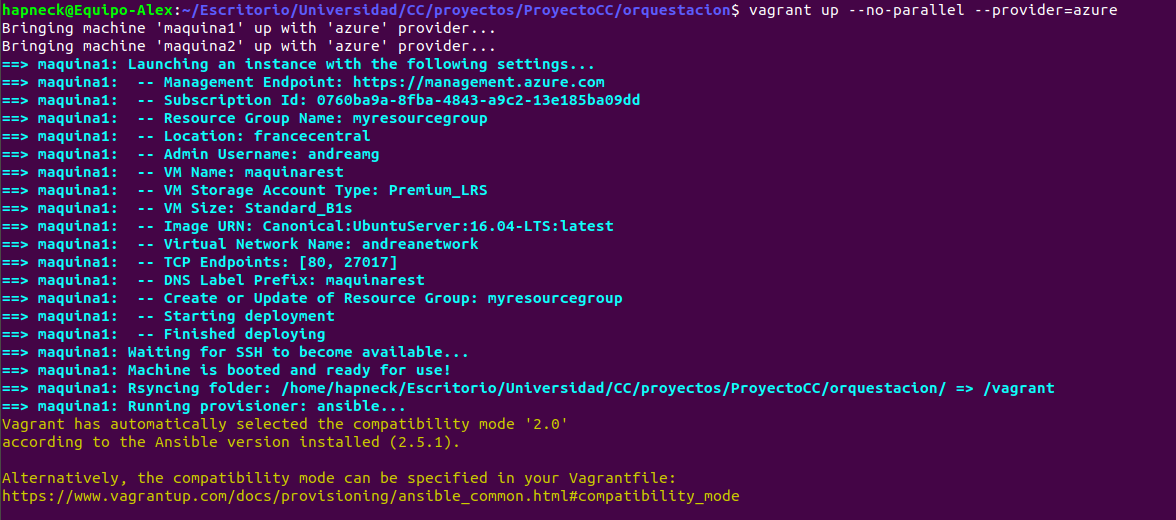 hapneck@Equipo-Alex:~/Escritorio/Universidad/CC/proyectos/ProyectoCC/orquestacion$ vagrant up --no-parallel --provider=azure
Bringing machine 'maquina1' up with 'azure' provider...
Bringing machine 'maquina2' up with 'azure' provider...
==> maquina1: Launching an instance with the following settings...
==> maquina1:  -- Management Endpoint: https://management.azure.com
==> maquina1:  -- Subscription Id: 0760ba9a-8fba-4843-a9c2-13e185ba09dd
==> maquina1:  -- Resource Group Name: myresourcegroup
==> maquina1:  -- Location: francecentral
==> maquina1:  -- Admin Username: andreamg
==> maquina1:  -- VM Name: maquinarest
==> maquina1:  -- VM Storage Account Type: Premium_LRS
==> maquina1:  -- VM Size: Standard_B1s
==> maquina1:  -- Image URN: Canonical:UbuntuServer:16.04-LTS:latest
==> maquina1:  -- Virtual Network Name: andreanetwork
==> maquina1:  -- TCP Endpoints: [80, 27017]
==> maquina1:  -- DNS Label Prefix: maquinarest
==> maquina1:  -- Create or Update of Resource Group: myresourcegroup
==> maquina1:  -- Starting deployment
==> maquina1:  -- Finished deploying
==> maquina1: Waiting for SSH to become available...
==> maquina1: Machine is booted and ready for use!
==> maquina1: Rsyncing folder: /home/hapneck/Escritorio/Universidad/CC/proyectos/ProyectoCC/orquestacion/ => /vagrant
==> maquina1: Running provisioner: ansible...
Vagrant has automatically selected the compatibility mode '2.0'
according to the Ansible version installed (2.5.1).

Alternatively, the compatibility mode can be specified in your Vagrantfile:
https://www.vagrantup.com/docs/provisioning/ansible_common.html#compatibility_mode